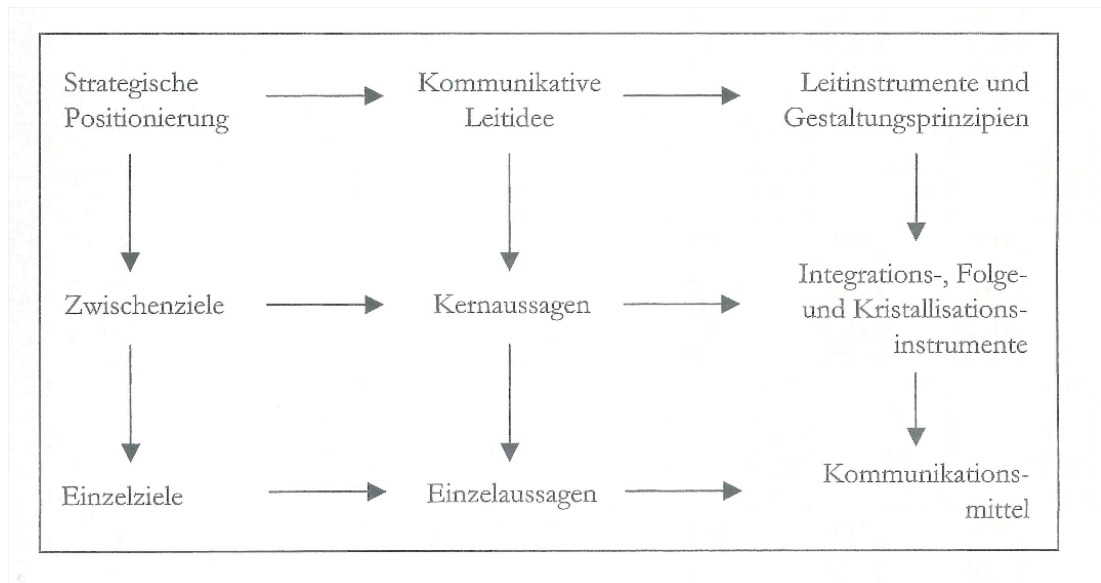 Strategische
Positionierung
Kommunikative
Leitidee
Leitinstrumente und
Gestaltungsprinzipien
Zwischenziele
Kernaussagen
Integrations-, Folge-
und Kristallisations-
instrumente
Einzelziele
Einzelaussagen
Kommunikations-
mittel